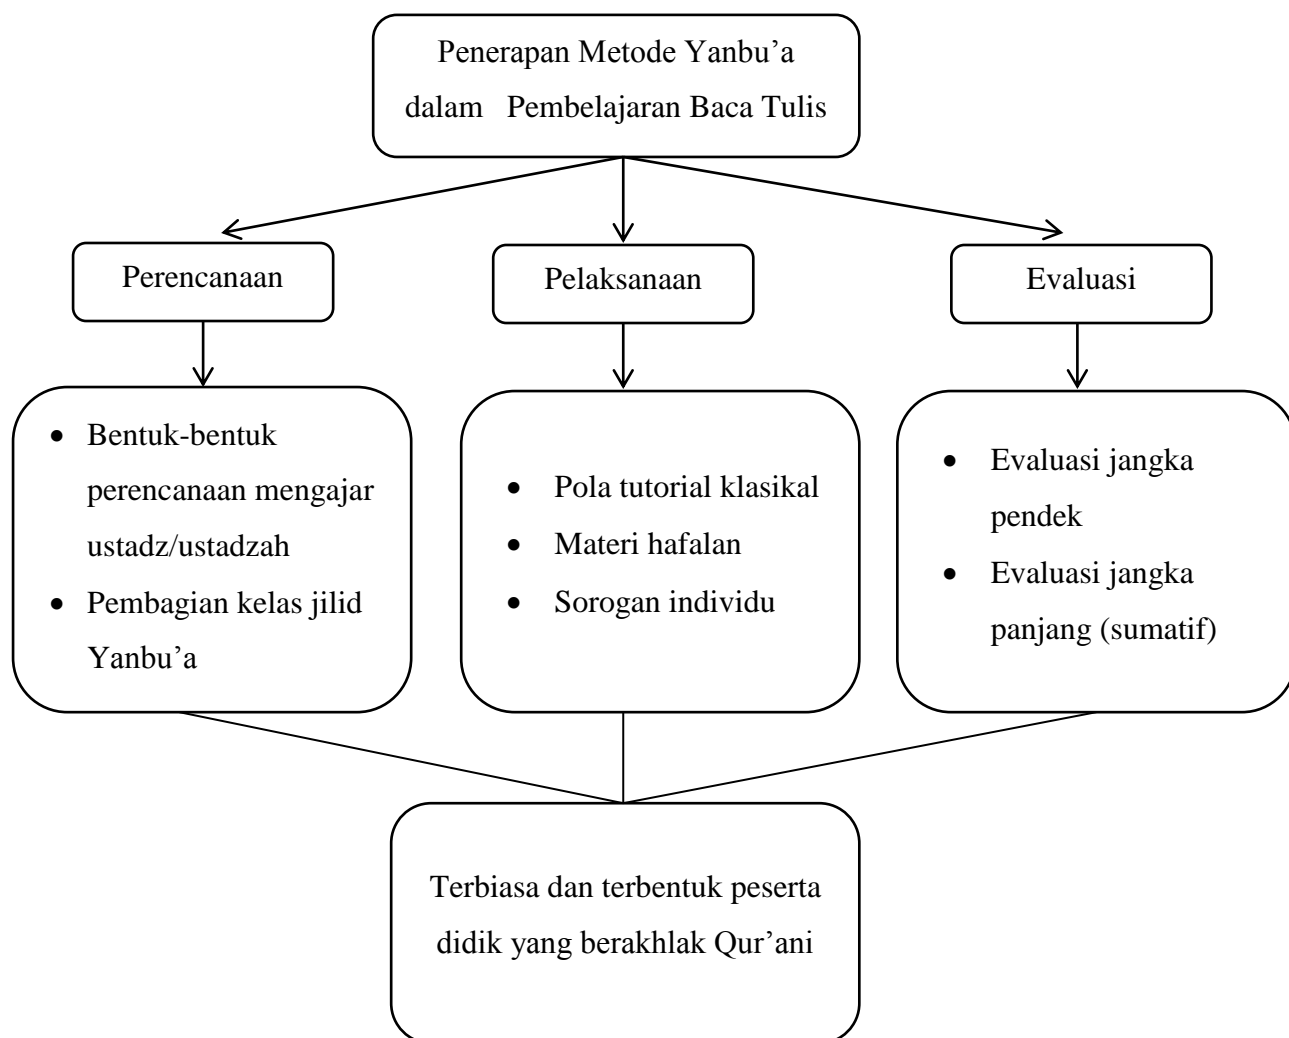 Penerapan Metode Yanbu’a
dalam Pembelajaran Baca Tulis
Perencanaan
Pelaksanaan
Evaluasi
• Bentuk-bentuk
perencanaan mengajar
ustadz/ustadzah
• Pembagian kelas jilid
Yanbu’a
• Pola tutorial klasikal
• Materi hafalan
• Sorogan individu
• Evaluasi jangka
pendek
• Evaluasi jangka
panjang (sumatif)
Terbiasa dan terbentuk peserta
didik yang berakhlak Qur’ani